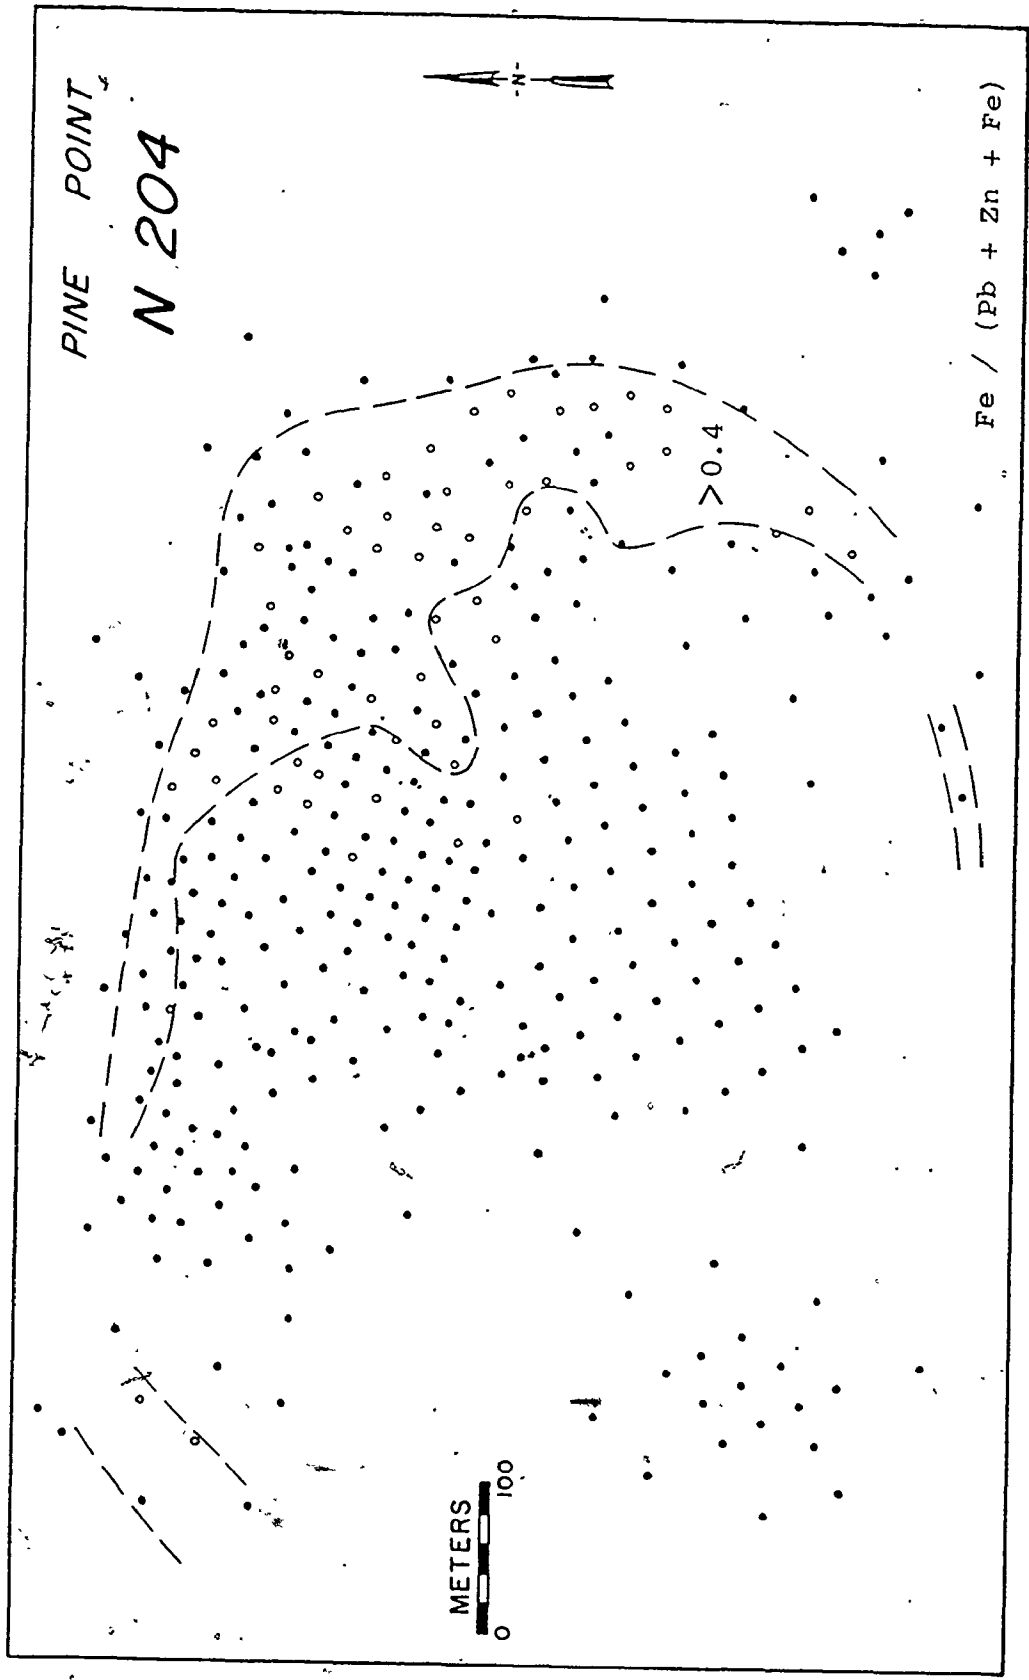 PINE POINT
N 204
-N-
>0.4
METERS
0 100
Fe / (Pb + Zn + Fe)